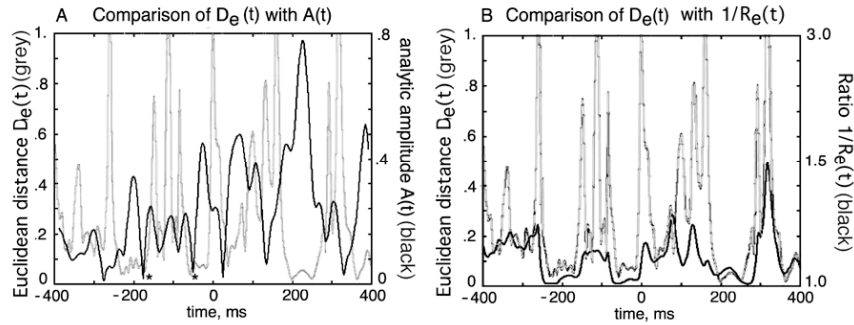 A Comparison of De(t) with A(t)
Euclidean distance De(t)(grey)
1.
.8
.6
.4
.2
0
.8
.4
0
analytic amplitude A(t) (black)
-400 -200 0 200 400
* *
time, ms
B Comparison of De(t) with 1/Re(t)
Euclidean distance De(t)(grey)
1.
.8
.6
.4
.2
0
3.0
1.5
1.0
Ratio 1/Re(t) (black)
-400 -200 0 200 400
time, ms